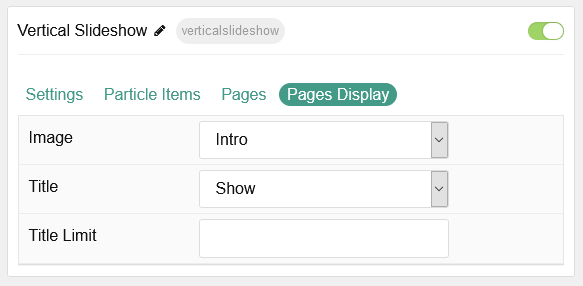 Vertical Slideshow verticalslideshow
Settings Particle Items Pages Pages Display
Image Intro
Title Show
Title Limit